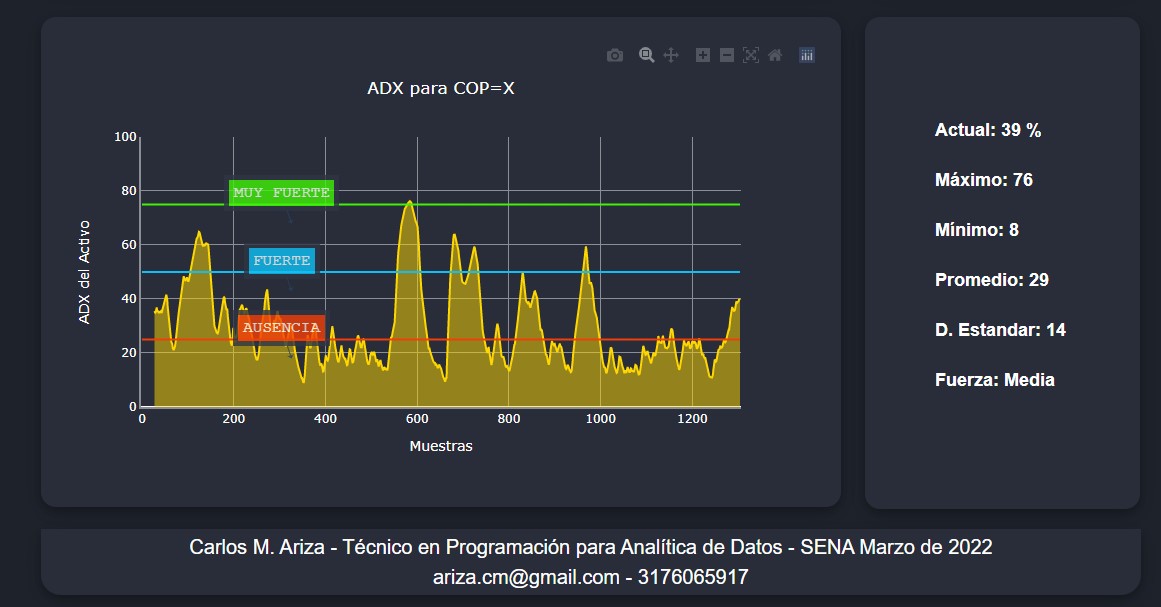 ADX para COP=X
100
80
60
40
20
0
ADX del Activo
MUY FUERTE
FUERTE
AUSENCIA
0 200 400 600 800 1000 1200
Muestras
Actual: 39 %
Máximo: 76
Mínimo: 8
Promedio: 29
D. Estandar: 14
Fuerza: Media
Carlos M. Ariza - Técnico en Programación para Analítica de Datos - SENA Marzo de 2022
ariza.cm@gmail.com - 3176065917